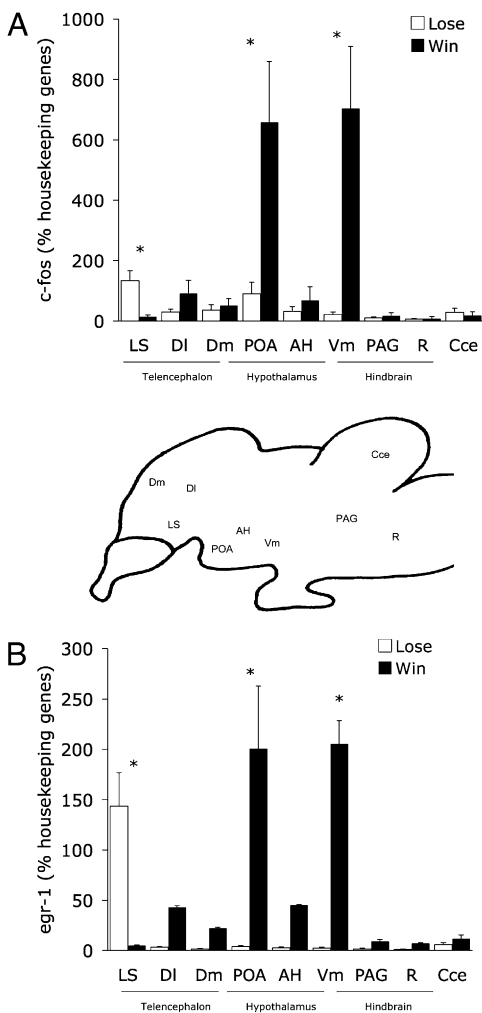 A
Lose
Win
c-fos (% housekeeping genes)
1000
800
600
400
200
0
*
*
*
LS Dl Dm POA AH Vm PAG R Cce
Telencephalon Hypothalamus Hindbrain
Cce
Dm
Dl
LS
AH
POA
Vm
PAG
R
B
Lose
Win
egr-1 (% housekeeping genes)
300
250
200
150
100
50
0
*
*
*
LS Dl Dm POA AH Vm PAG R Cce
Telencephalon Hypothalamus Hindbrain